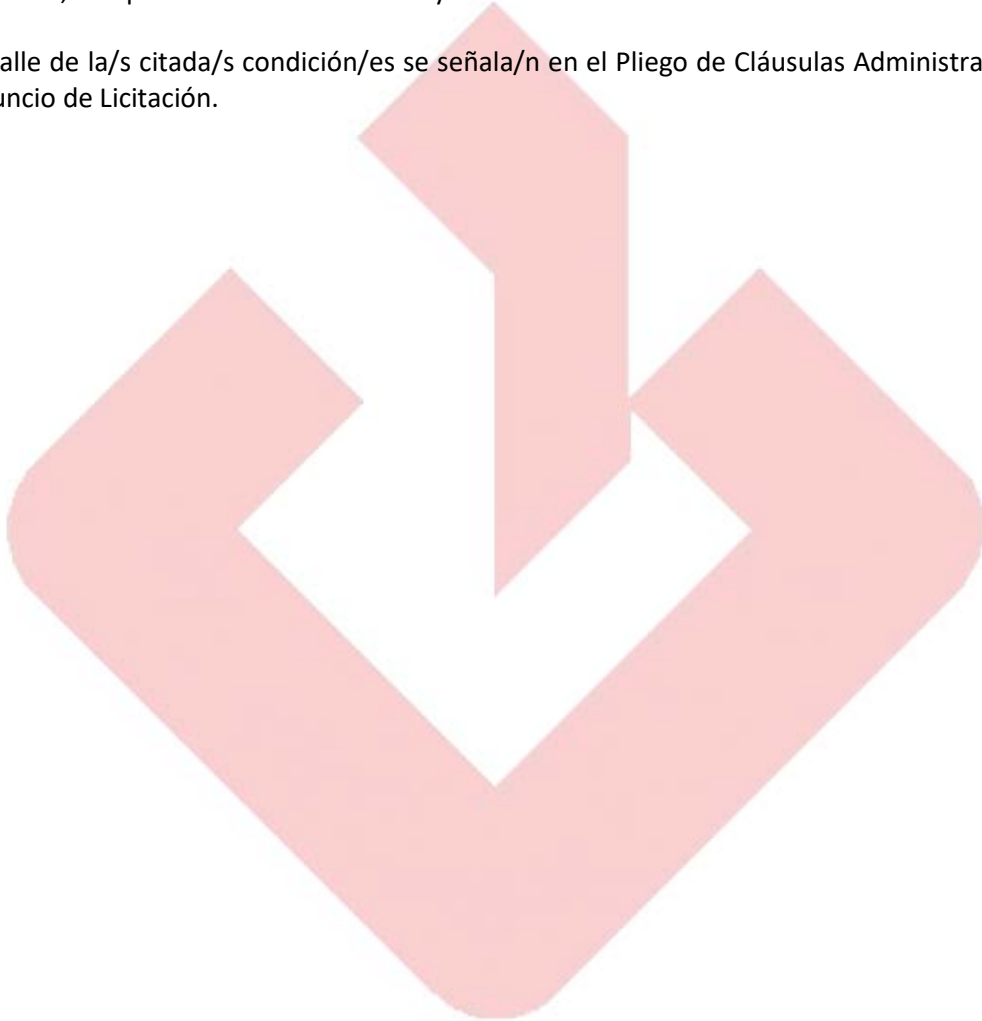 alle de la/s citada/s condición/es se señala/n en el Pliego de Cláusulas Administra
uncio de Licitación.